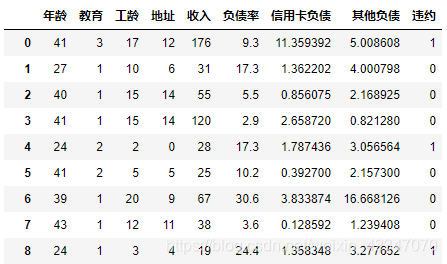 年龄 教育 工龄 地址 收入 负债率 信用卡负债 其他负债 违约
0 41 3 17 12 176 9.3 11.359392 5.008608 1
1 27 1 10 6 31 17.3 1.362202 4.000798 0
2 40 1 15 14 55 5.5 0.856075 2.168925 0
3 41 1 15 14 120 2.9 2.658720 0.821280 0
4 24 2 2 0 28 17.3 1.787436 3.056564 1
5 41 2 5 5 25 10.2 0.392700 2.157300 0
6 39 1 20 9 67 30.6 3.833874 16.668126 0
7 43 1 12 11 38 3.6 0.128592 1.239408 0
8 24 1 3 4 19 24.4 1.358348 3.277652 1